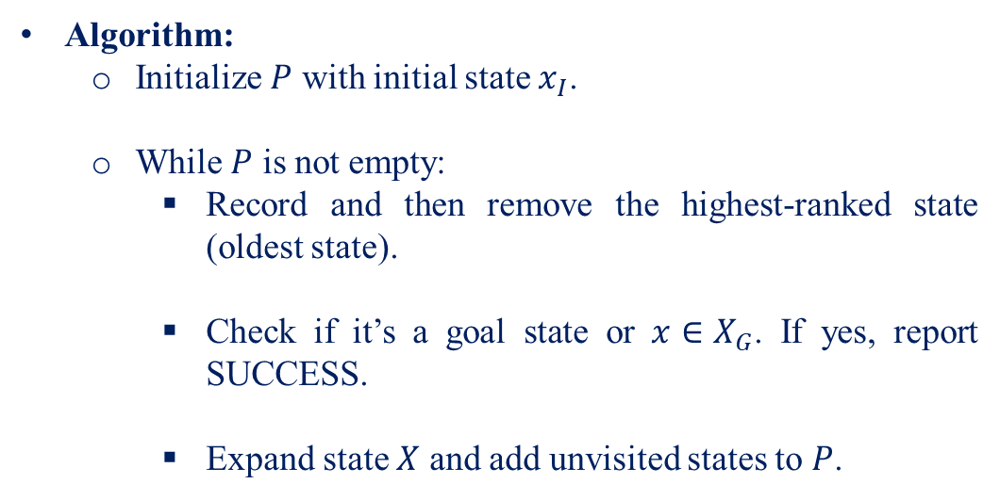 • Algorithm:
o Initialize 𝑃 with initial state 𝑥_𝐼.
o While 𝑃 is not empty:
▪ Record and then remove the highest-ranked state
(oldest state).
▪ Check if it’s a goal state or 𝑥 ∈ 𝑋_𝐺. If yes, report
SUCCESS.
▪ Expand state 𝑋 and add unvisited states to 𝑃.